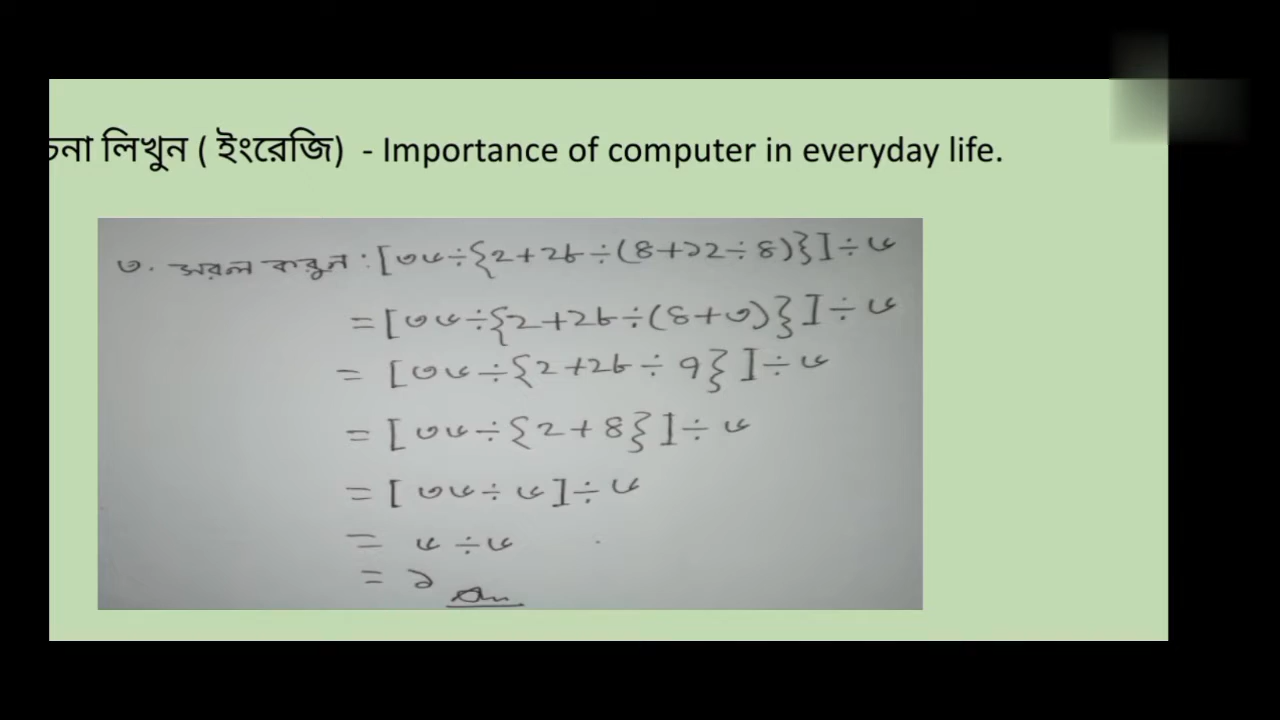 চনা লিখুন ( ইংরেজি) - Importance of computer in everyday life.
৩. সরল করুন : [৩৬÷{২+২৮÷(৪+১২÷৪)}]÷৬
=[৩৬÷{২+২৮÷(৪+৩)}]÷৬
= [৩৬÷{২+২৮÷৭}]÷৬
= [৩৬÷{২+৪}]÷৬
= [৩৬÷৬]÷৬
= ৬÷৬
= ১ Ans